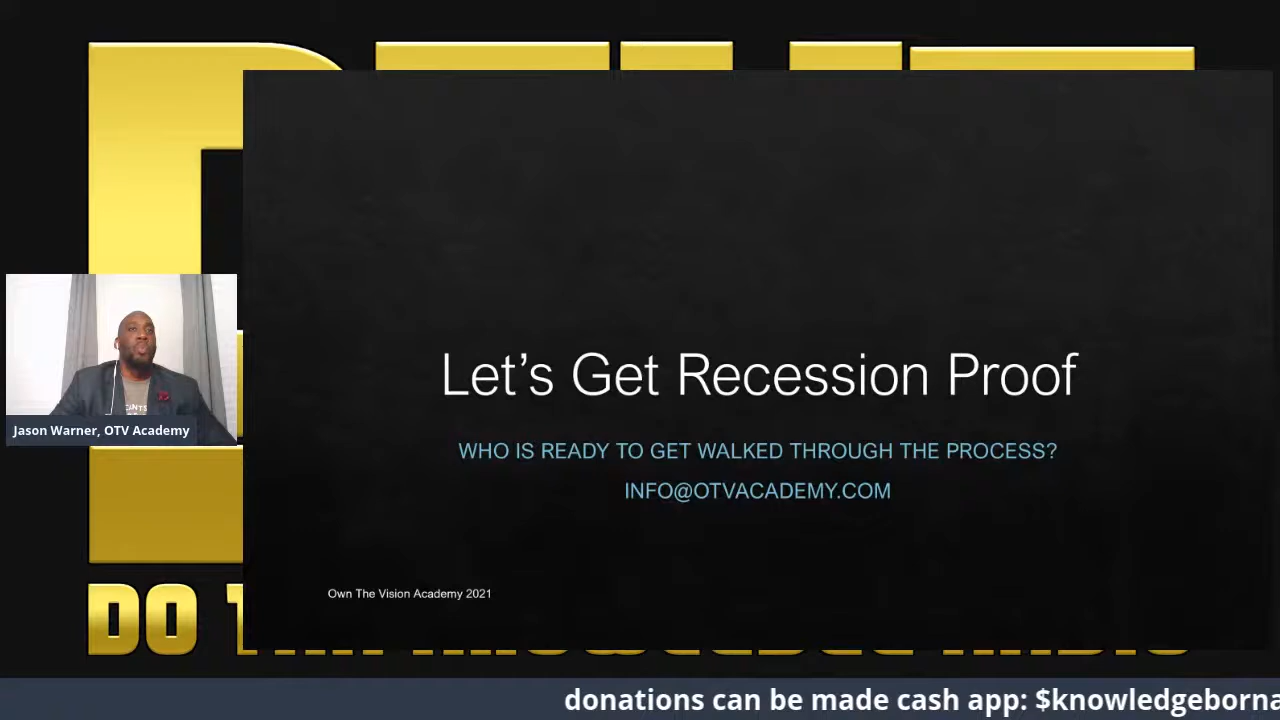 Let's Get Recession Proof
WHO IS READY TO GET WALKED THROUGH THE PROCESS?
INFO@OTVACADEMY.COM
Jason Warner, OTV Academy
Own The Vision Academy 2021
DO
donations can be made cash app: $knowledgeborna